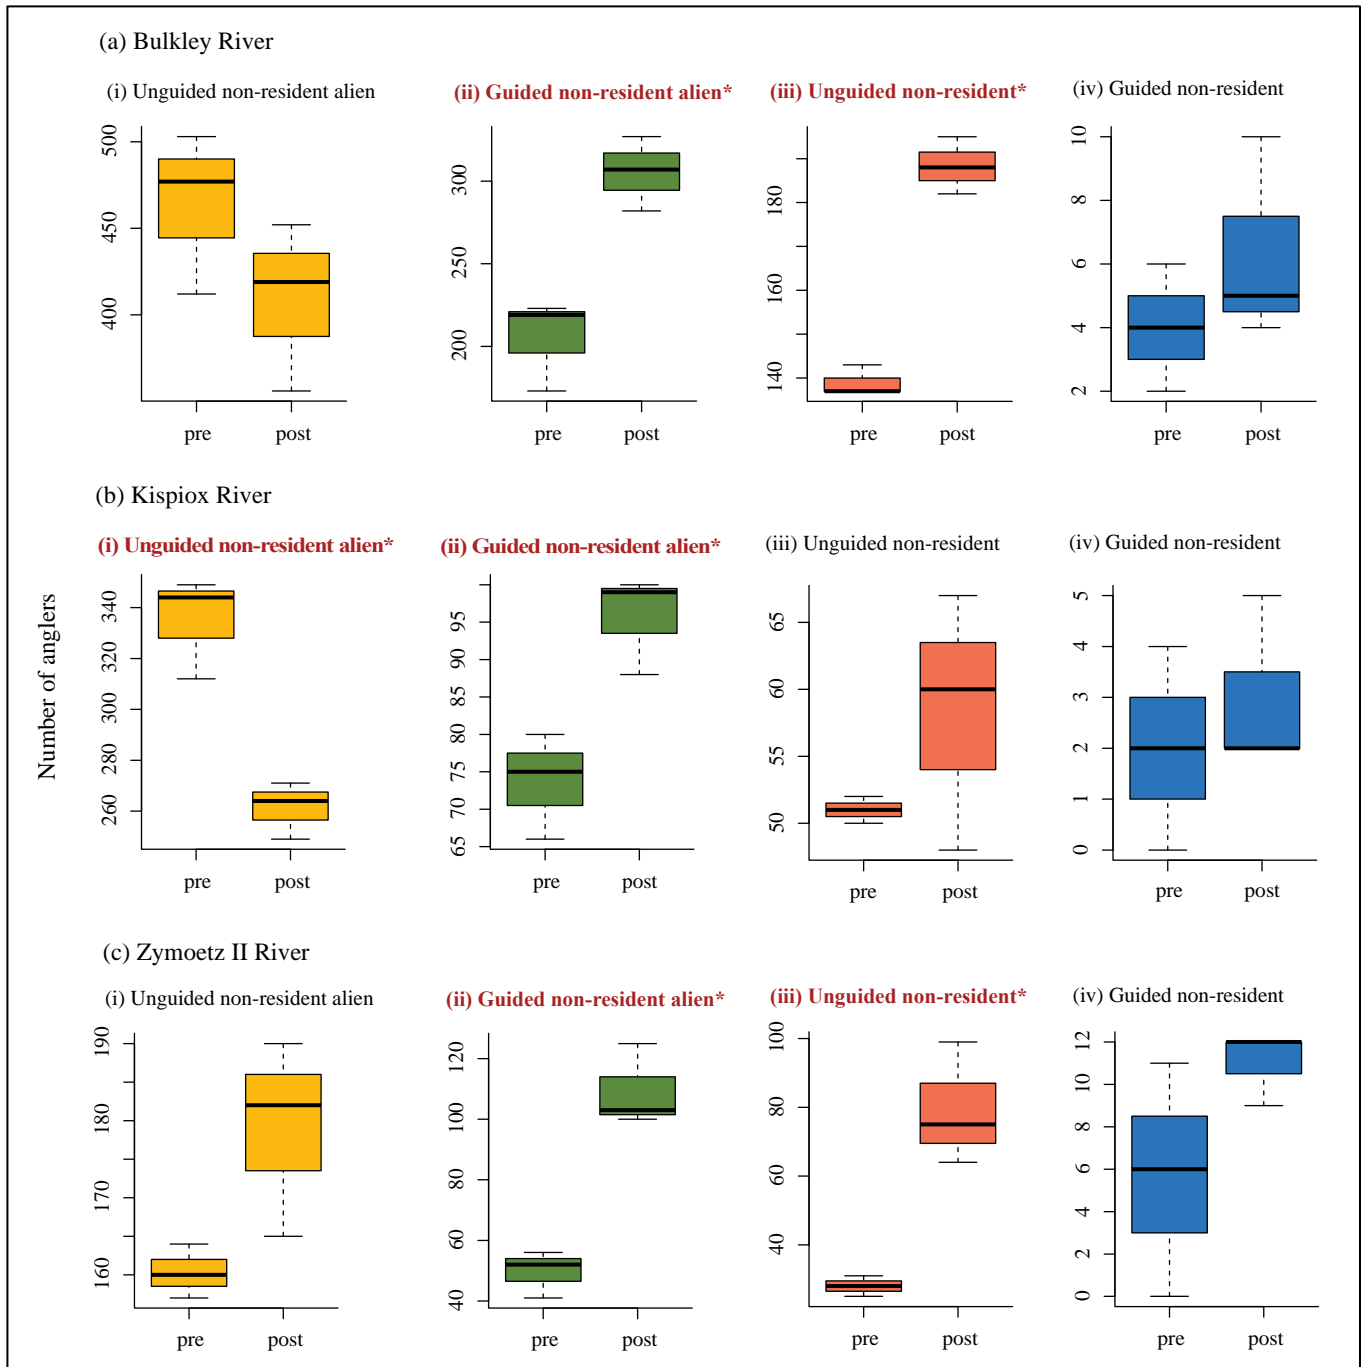 (a) Bulkley River
(i) Unguided non-resident alien
(ii) Guided non-resident alien*
(iii) Unguided non-resident*
(iv) Guided non-resident
500
450
400
pre
post
300
250
200
pre
post
180
160
140
pre
post
10
8
6
4
2
pre
post
(b) Kispiox River
(i) Unguided non-resident alien*
(ii) Guided non-resident alien*
(iii) Unguided non-resident
(iv) Guided non-resident
Number of anglers
340
320
300
280
260
pre
post
95
90
85
80
75
70
65
pre
post
65
60
55
50
pre
post
5
4
3
2
1
0
pre
post
(c) Zymoetz II River
(i) Unguided non-resident alien
(ii) Guided non-resident alien*
(iii) Unguided non-resident*
(iv) Guided non-resident
190
180
170
160
pre
post
120
100
80
60
40
pre
post
100
80
60
40
pre
post
12
10
8
6
4
2
0
pre
post